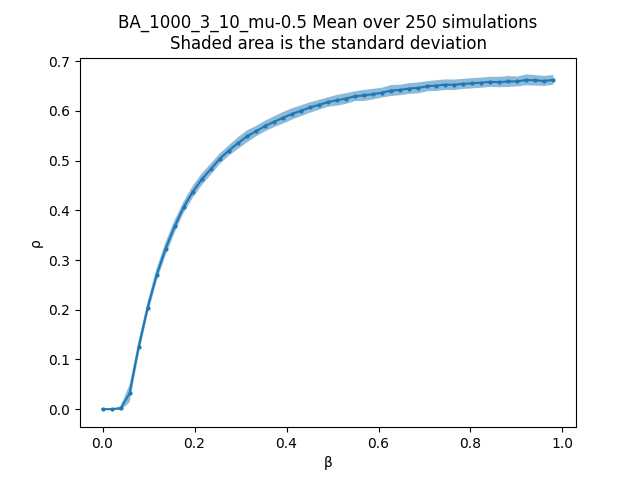 BA_1000_3_10_mu-0.5 Mean over 250 simulations
Shaded area is the standard deviation
0.7
0.6
0.5
0.4
0.3
0.2
0.1
0.0
ρ
0.0 0.2 0.4 0.6 0.8 1.0
β